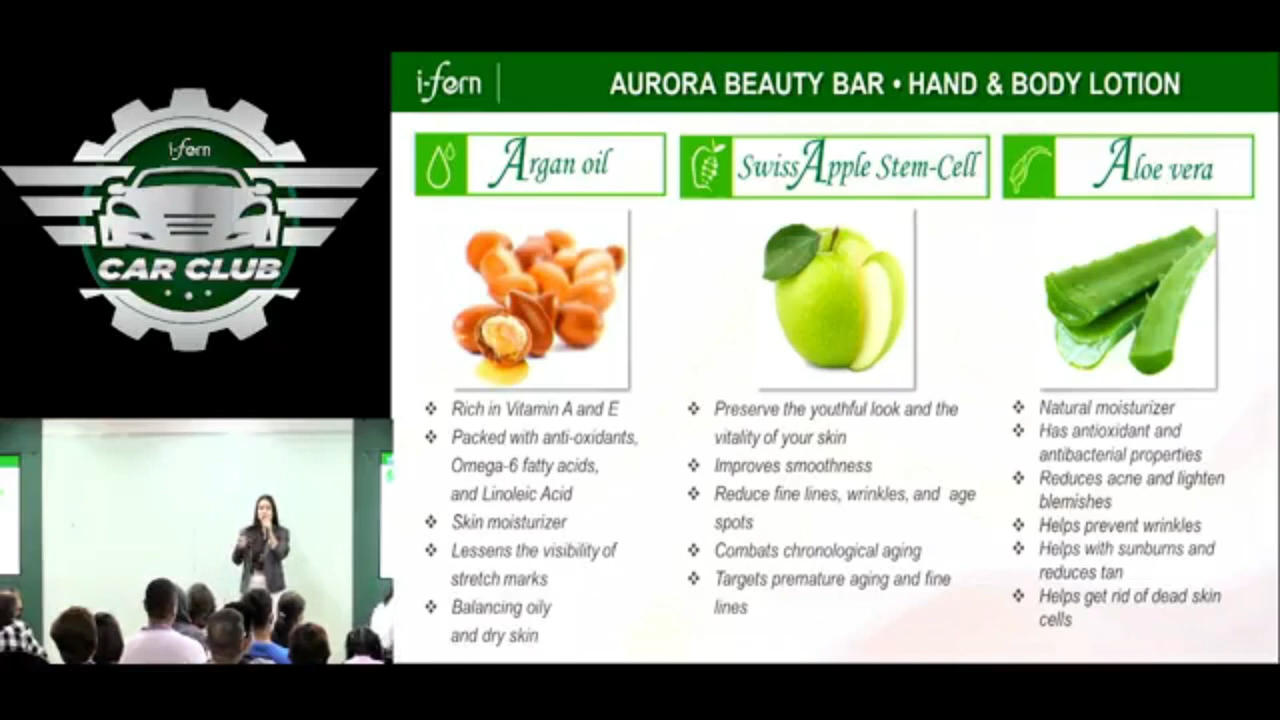 i-fern
CAR CLUB
i-fern
AURORA BEAUTY BAR • HAND & BODY LOTION
Argan oil
Rich in Vitamin A and E
Packed with anti-oxidants,
Omega-6 fatty acids,
and Linoleic Acid
Skin moisturizer
Lessens the visibility of
stretch marks
Balancing oily
and dry skin
Swiss Apple Stem-Cell
Preserve the youthful look and the
vitality of your skin
Improves smoothness
Reduce fine lines, wrinkles, and age
spots
Combats chronological aging
Targets premature aging and fine
lines
Aloe vera
Natural moisturizer
Has antioxidant and
antibacterial properties
Reduces acne and lighten
blemishes
Helps prevent wrinkles
Helps with sunburns and
reduces tan
Helps get rid of dead skin
cells